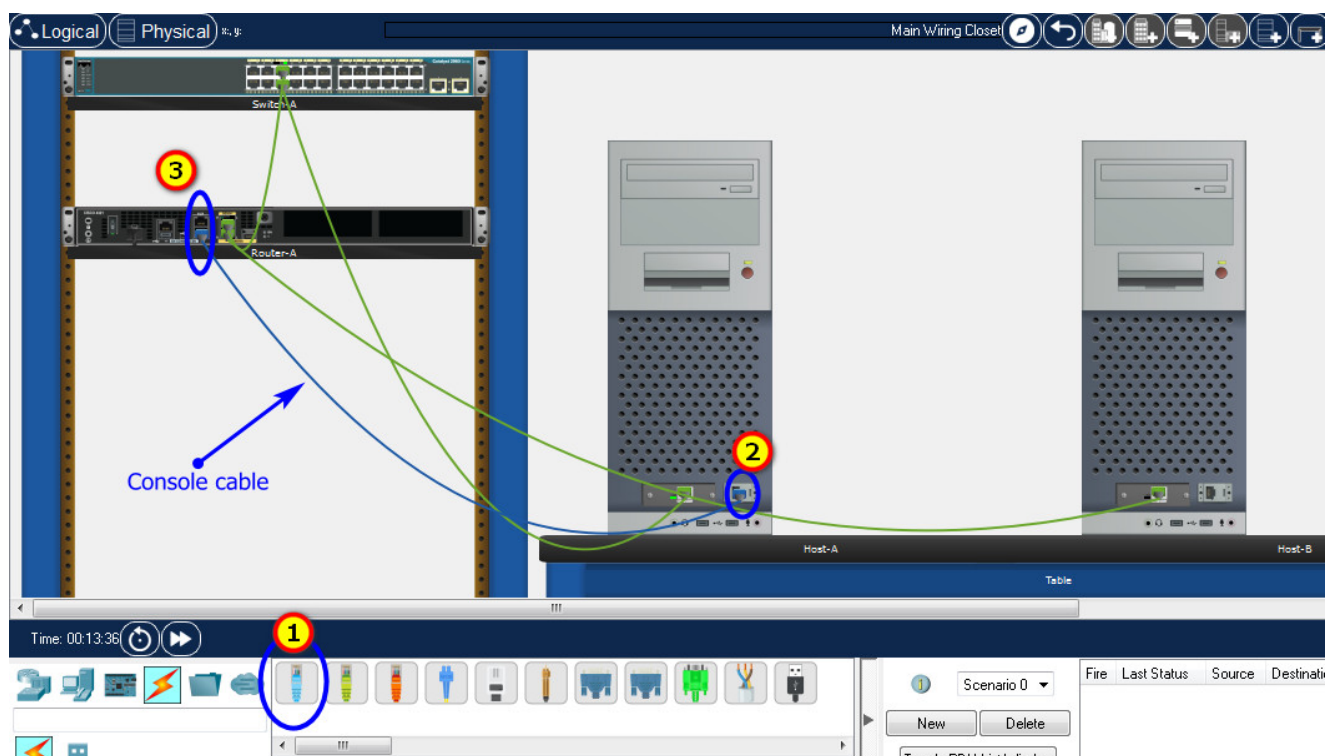 Logical
Physical
x:, y:
Main Wiring Closet
Switch-A
3
Router-A
Console cable
2
Host-A
Host-B
Table
Time: 00:13:36
1
Scenario 0
Fire Last Status Source Destinati
New
Delete